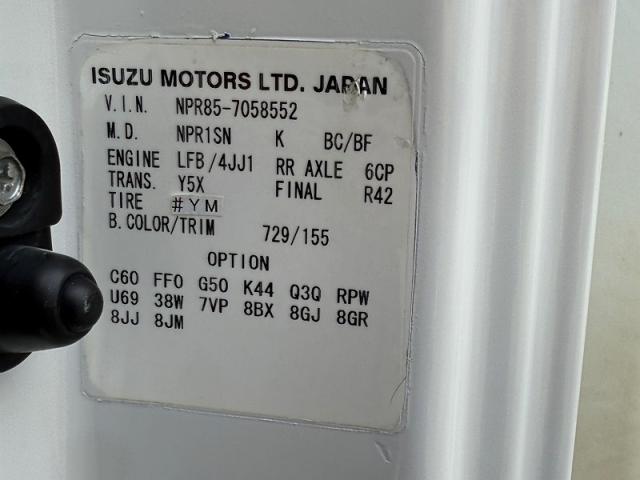 ISUZU MOTORS LTD. JAPAN
V.I.N. NPR85-7058552
M.D. NPR1SN K BC/BF
ENGINE LFB/4JJ1 RR AXLE 6CP
TRANS. Y5X FINAL R42
TIRE #YM
B.COLOR/TRIM 729/155
OPTION
C60 FF0 G50 K44 Q3Q RPW
U69 38W 7VP 8BX 8GJ 8GR
8JJ 8JM